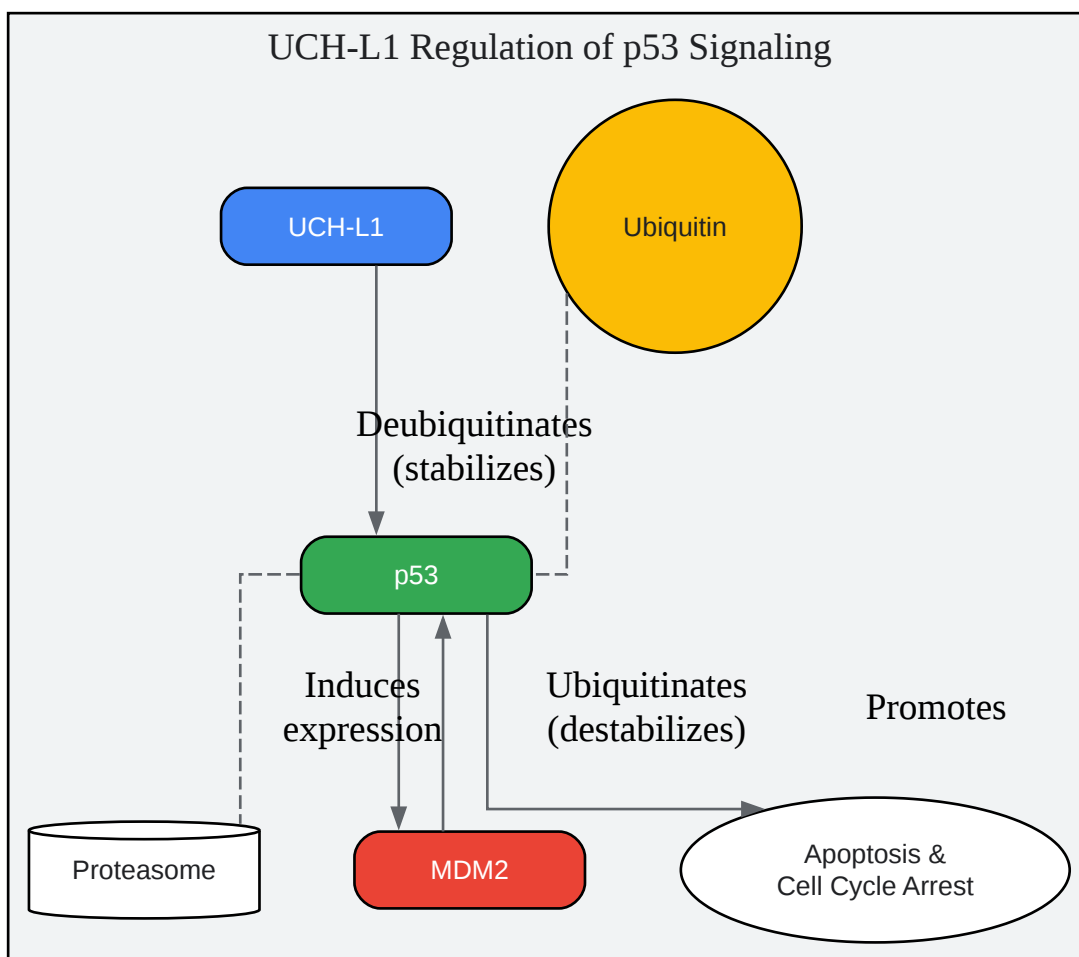 UCH-L1 Regulation of p53 Signaling
UCH-L1
Ubiquitin
Deubiquitinates
(stabilizes)
p53
Induces
expression
Ubiquitinates
(destabilizes)
Promotes
Proteasome
MDM2
Apoptosis &
Cell Cycle Arrest